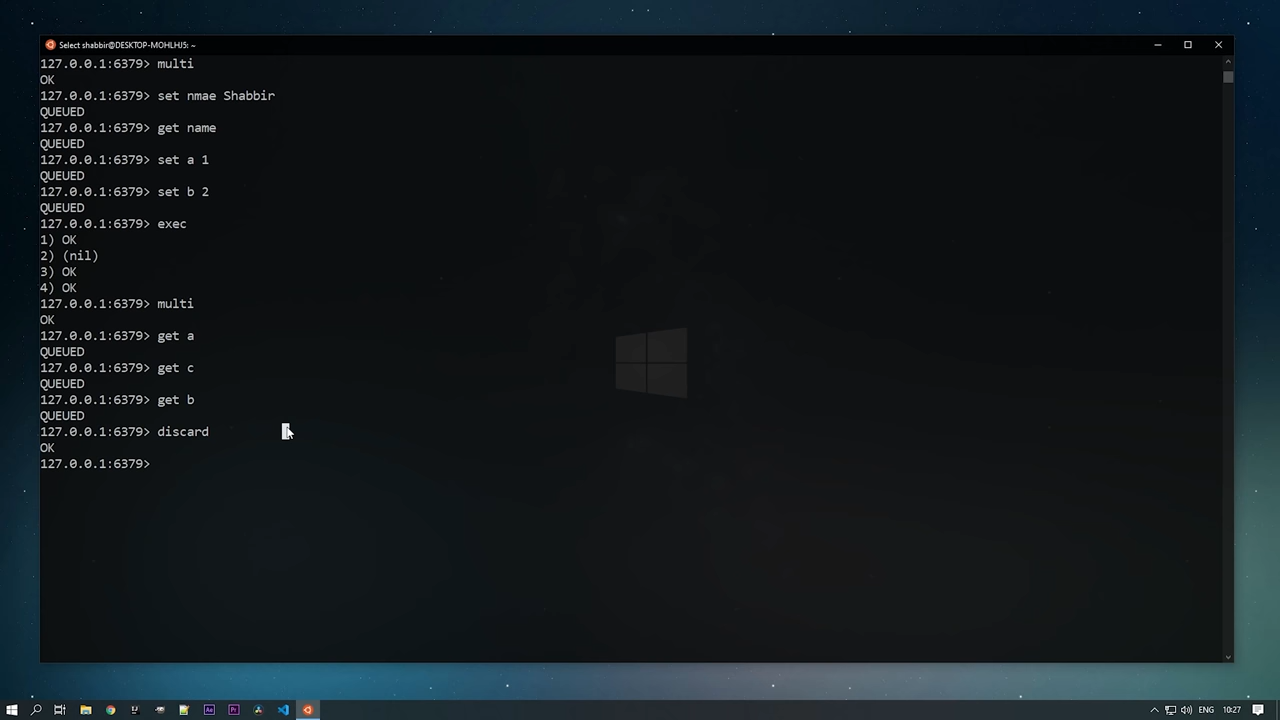 Select shabbir@DESKTOP-MOHLHJ5: ~
127.0.0.1:6379> multi
OK
127.0.0.1:6379> set nmae Shabbir
QUEUED
127.0.0.1:6379> get name
QUEUED
127.0.0.1:6379> set a 1
QUEUED
127.0.0.1:6379> set b 2
QUEUED
127.0.0.1:6379> exec
1) OK
2) (nil)
3) OK
4) OK
127.0.0.1:6379> multi
OK
127.0.0.1:6379> get a
QUEUED
127.0.0.1:6379> get c
QUEUED
127.0.0.1:6379> get b
QUEUED
127.0.0.1:6379> discard
OK
127.0.0.1:6379>
Ae Pr ENG 10:27